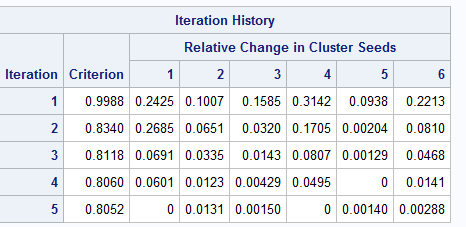 Iteration History
Relative Change in Cluster Seeds
Iteration Criterion 1 2 3 4 5 6
1 0.9988 0.2425 0.1007 0.1585 0.3142 0.0938 0.2213
2 0.8340 0.2685 0.0651 0.0320 0.1705 0.00204 0.0810
3 0.8118 0.0691 0.0335 0.0143 0.0807 0.00129 0.0468
4 0.8060 0.0601 0.0123 0.00429 0.0495 0 0.0141
5 0.8052 0 0.0131 0.00150 0 0.00140 0.00288